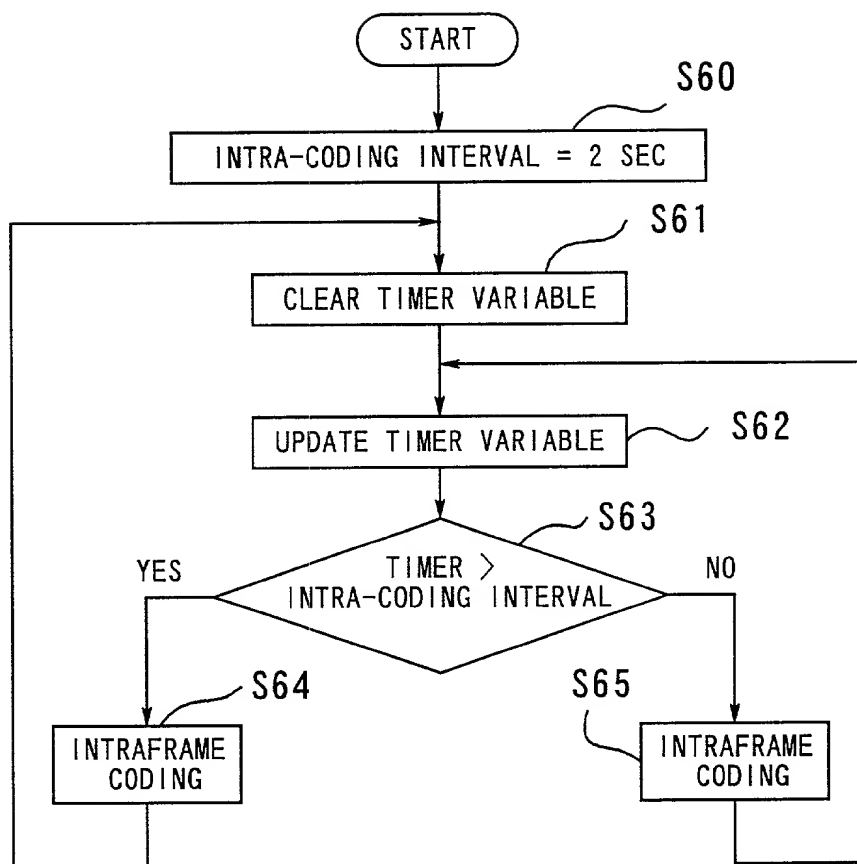 START
S60
INTRA-CODING INTERVAL = 2 SEC
S61
CLEAR TIMER VARIABLE
UPDATE TIMER VARIABLE
S62
S63
TIMER >
INTRA-CODING INTERVAL
YES
NO
S64
S65
INTRAFRAME
CODING
INTRAFRAME
CODING